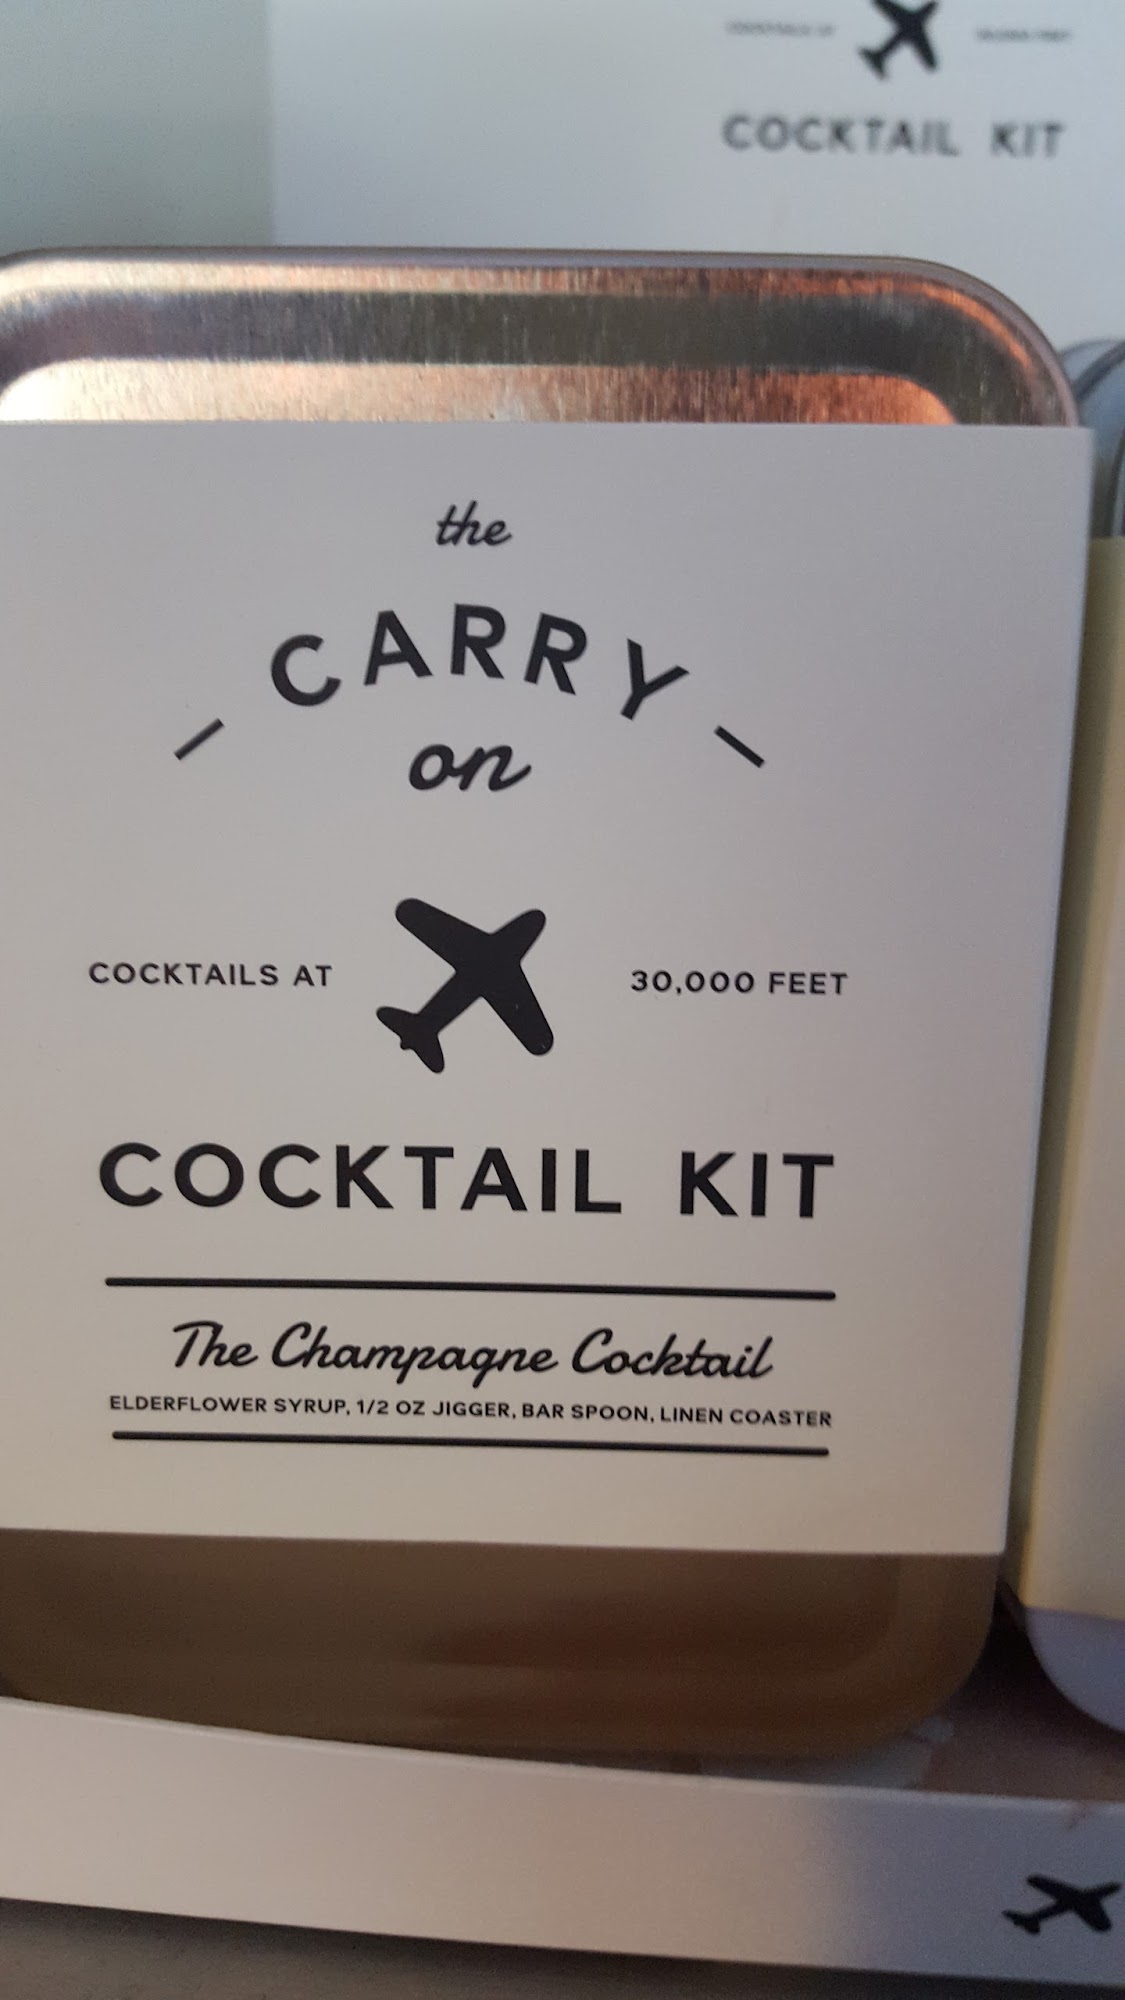 COCKTAIL KIT
the
CARRY
on
COCKTAILS AT 30,000 FEET
COCKTAIL KIT
The Champagne Cocktail
ELDERFLOWER SYRUP, 1/2 OZ JIGGER, BAR SPOON, LINEN COASTER